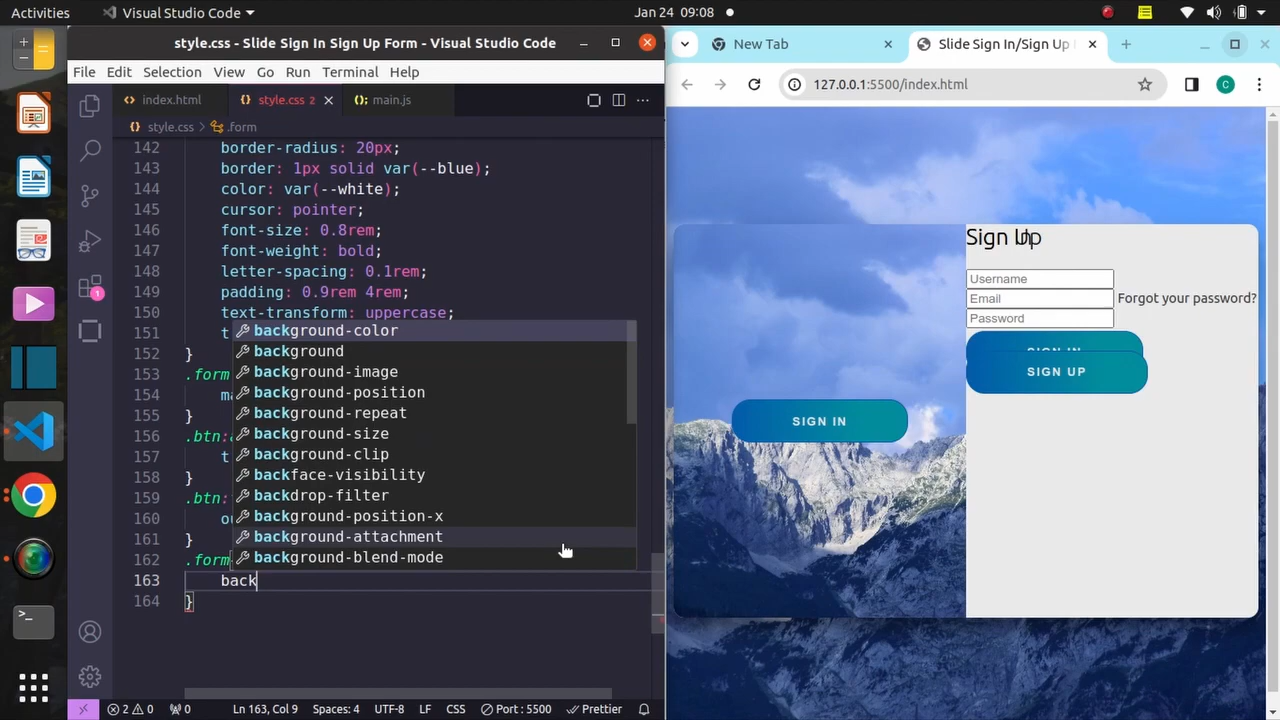 Activities
Visual Studio Code
Jan 24 09:08
style.css - Slide Sign In Sign Up Form - Visual Studio Code
File Edit Selection View Go Run Terminal Help
index.html
style.css 2
main.js
style.css > .form
142 border-radius: 20px;
143 border: 1px solid var(--blue);
144 color: var(--white);
145 cursor: pointer;
146 font-size: 0.8rem;
147 font-weight: bold;
148 letter-spacing: 0.1rem;
149 padding: 0.9rem 4rem;
150 text-transform: uppercase;
151 t
152 }
153 .form
154 ma
155 }
156 .btn:
157 t
158 }
159 .btn:
160 ou
161 }
162 .form
163 back
164 }
background-color
background
background-image
background-position
background-repeat
background-size
background-clip
backface-visibility
backdrop-filter
background-position-x
background-attachment
background-blend-mode
1
2 0 0 Ln 163, Col 9 Spaces: 4 UTF-8 LF CSS Port : 5500 Prettier
New Tab
Slide Sign In/Sign Up
127.0.0.1:5500/index.html
C
Sign Up
Username
Email
Forgot your password?
Password
SIGN IN
SIGN UP
SIGN IN